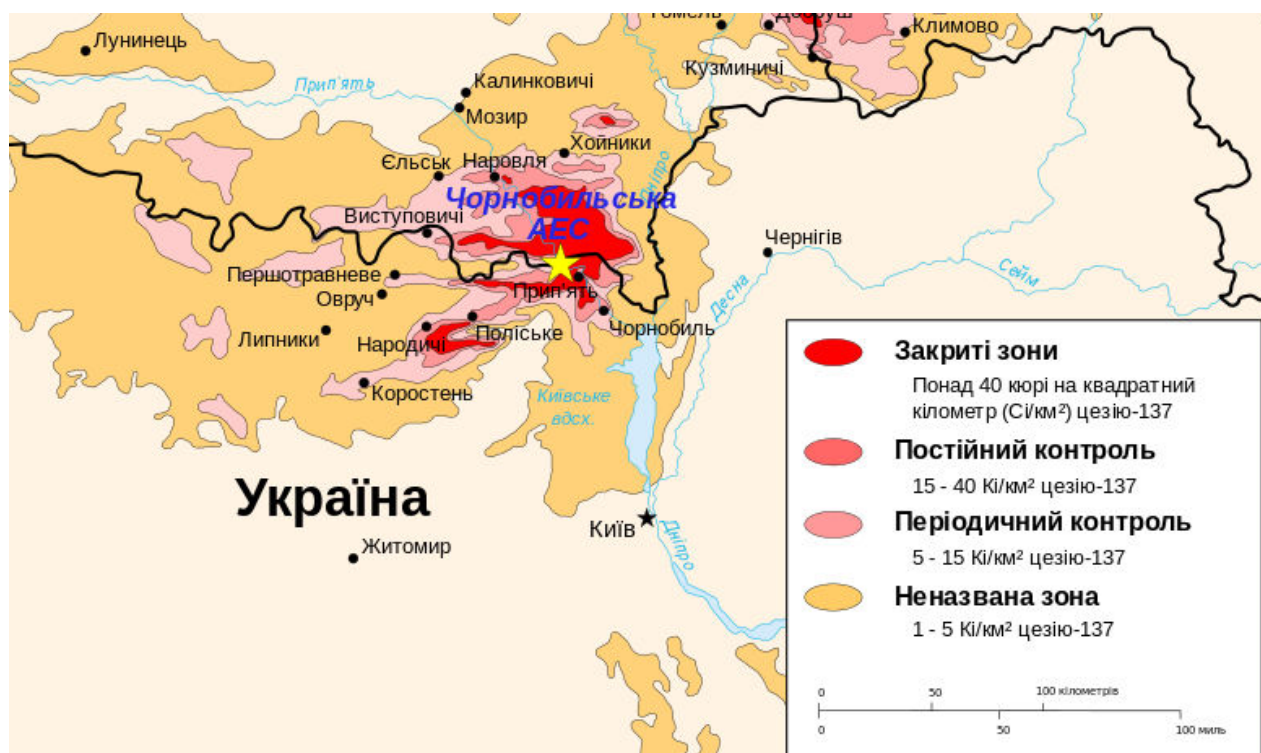 Гомель
Добруш
Климово
Лунинець
Кузминичі
Прип'ять
Калинковичі
Мозир
Хойники
Дніпро
Єльськ
Наровля
Чорнобильська
АЕС
Виступовичі
Чернігів
Сейм
Першотравневе
Овруч
Прип'ять
Десна
Чорнобиль
Липники
Народичі
Поліське
Коростень
Київське
вдсх.
Україна
Київ
Житомир
Дніпро
Закриті зони
Понад 40 кюрі на квадратний
кілометр (Ci/км²) цезію-137
Постійний контроль
15 - 40 Кі/км² цезію-137
Періодичний контроль
5 - 15 Кі/км² цезію-137
Неназвана зона
1 - 5 Кі/км² цезію-137
0 50 100 кілометрів
0 50 100 миль